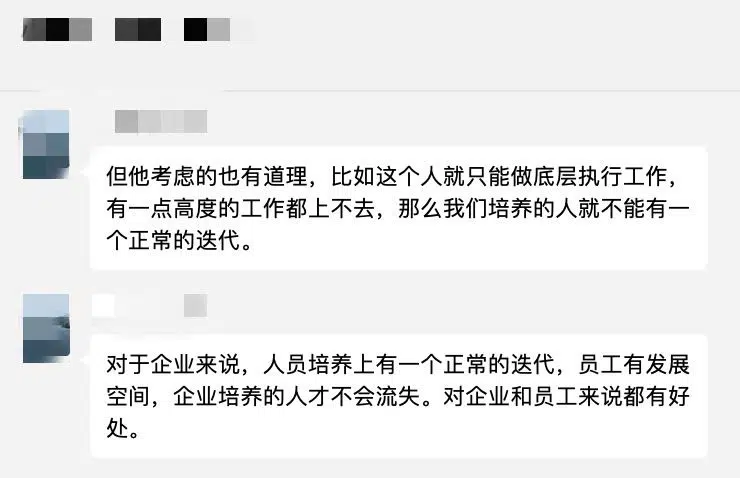 但他考虑的也有道理，比如这个人就只能做底层执行工作，
有一点高度的工作都上不去，那么我们培养的人就不能有一
个正常的迭代。
对于企业来说，人员培养上有一个正常的迭代，员工有发展
空间，企业培养的人才不会流失。对企业和员工来说都有好
处。